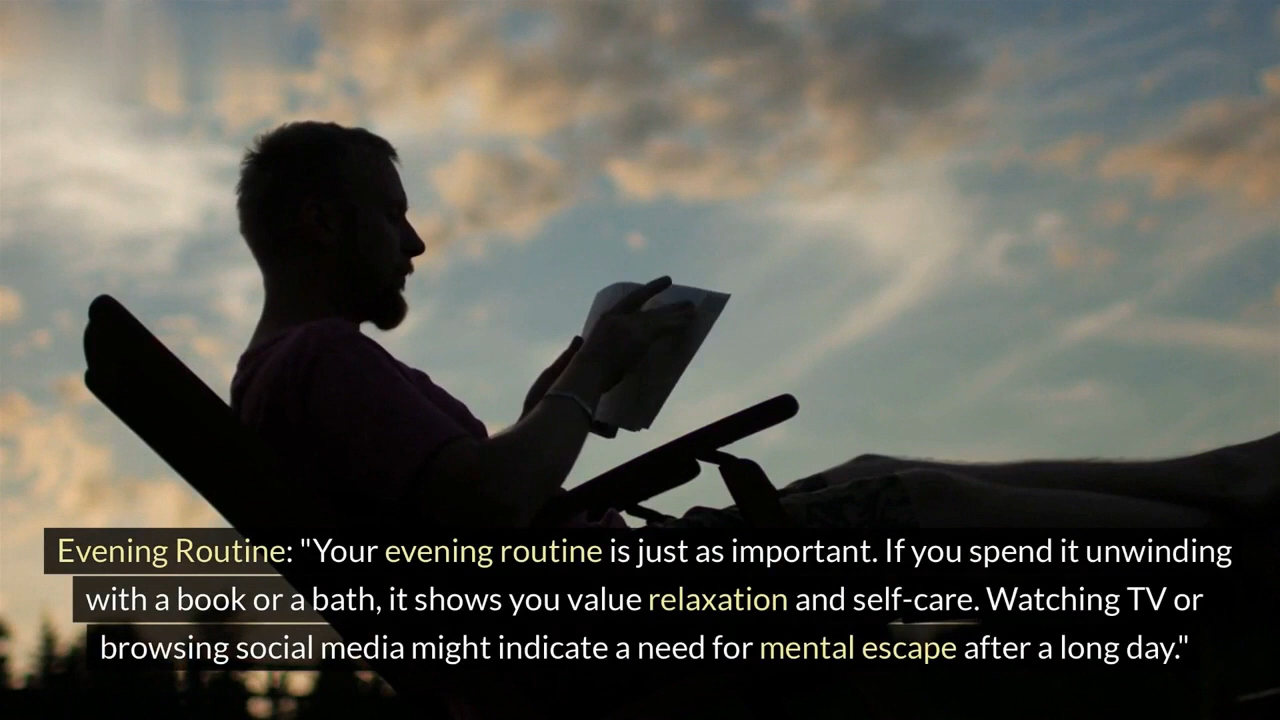 Evening Routine: "Your evening routine is just as important. If you spend it unwinding
with a book or a bath, it shows you value relaxation and self-care. Watching TV or
browsing social media might indicate a need for mental escape after a long day."